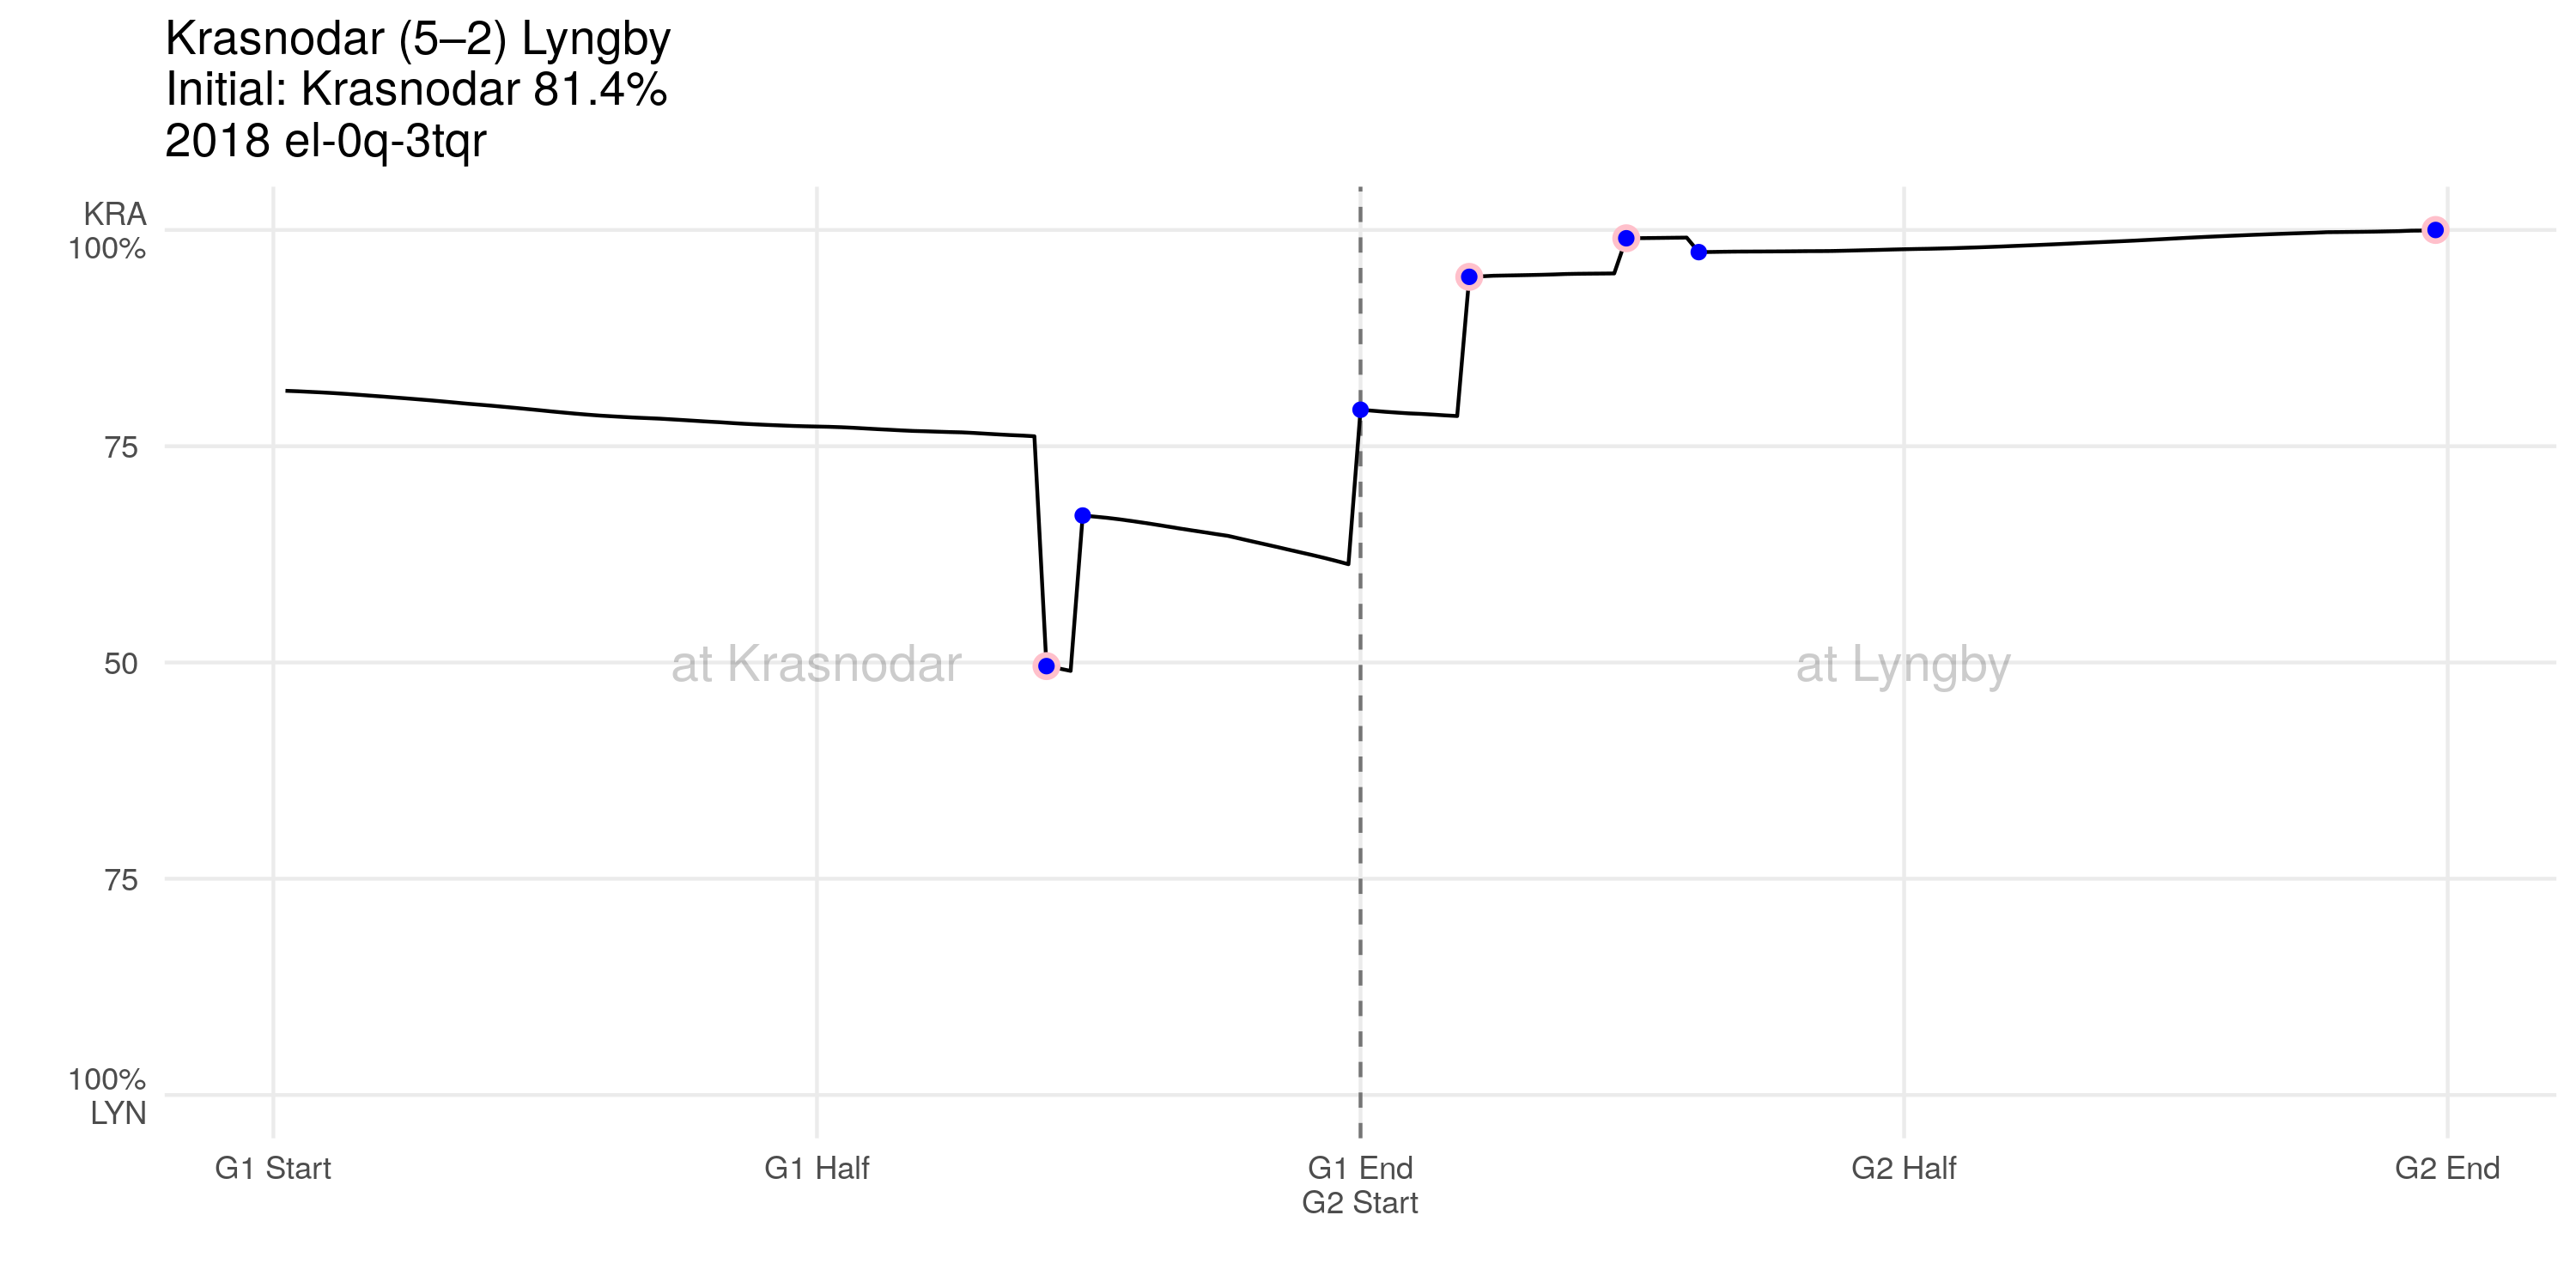 Krasnodar (5–2) Lyngby
Initial: Krasnodar 81.4%
2018 el-0q-3tqr
KRA
100%
75
50
75
100%
LYN
at Krasnodar
at Lyngby
G1 Start
G1 Half
G1 End
G2 Start
G2 Half
G2 End